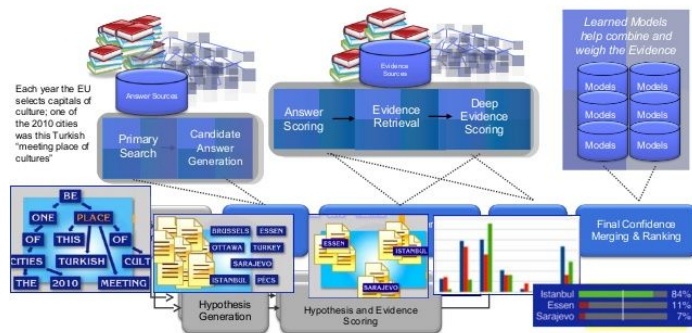 Learned Models
help combine and
weigh the Evidence
Each year the EU
selects capitals of
culture; one of
the 2010 cities
was this Turkish
"meeting place of
cultures"
Answer Sources
Evidence
Sources
Models
Models
Models
Models
Models
Models
Primary
Search
Candidate
Answer
Generation
Answer
Scoring
Evidence
Retrieval
Deep
Evidence
Scoring
BE
ONE
PLACE
OF
THIS
OF
CITIES
TURKISH
CULT
THE
2010
MEETING
BRUSSELS
ESSEN
OTTAWA
TURKEY
SARAJEVO
ISTANBUL
PÉCS
ESSEN
ISTANBUL
SARAJEVO
Final Confidence
Merging & Ranking
Hypothesis
Generation
Hypothesis and Evidence
Scoring
Istanbul 84%
Essen 11%
Sarajevo 7%